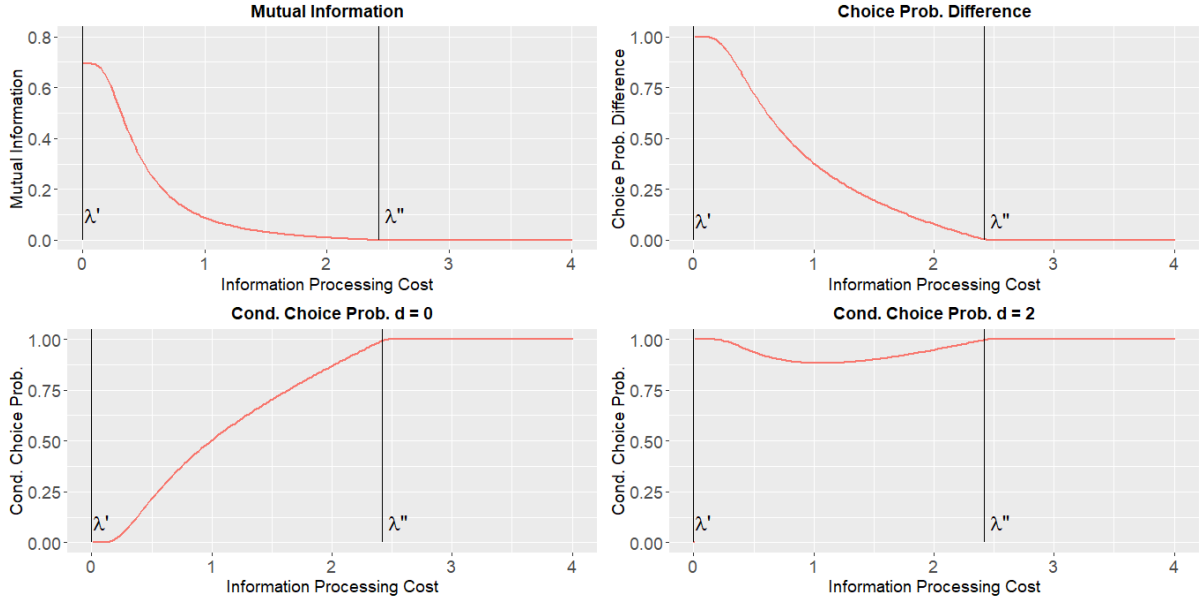 Mutual Information
Mutual Information
0.8
0.6
0.4
0.2
0.0
λ'
λ"
0 1 2 3 4
Information Processing Cost
Choice Prob. Difference
Choice Prob. Difference
1.00
0.75
0.50
0.25
0.00
λ'
λ"
0 1 2 3 4
Information Processing Cost
Cond. Choice Prob. d = 0
Cond. Choice Prob.
1.00
0.75
0.50
0.25
0.00
λ'
λ"
0 1 2 3 4
Information Processing Cost
Cond. Choice Prob. d = 2
Cond. Choice Prob.
1.00
0.75
0.50
0.25
0.00
λ'
λ"
0 1 2 3 4
Information Processing Cost